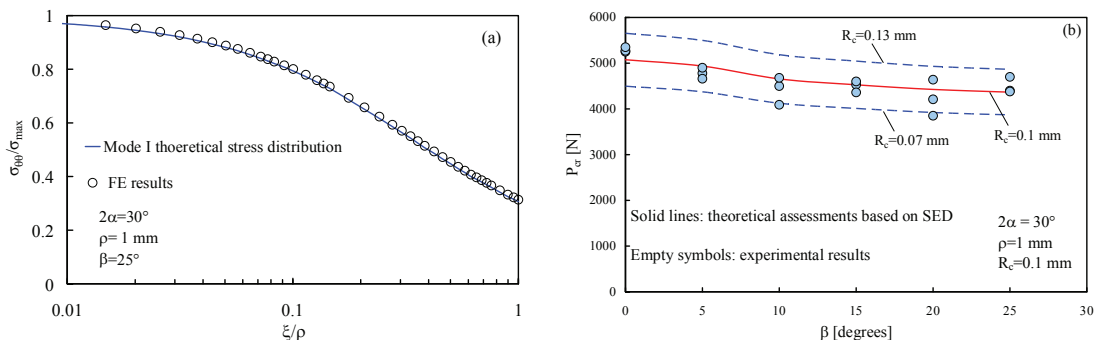 (a)
1
0.8
0.6
0.4
0.2
0
0.01
0.1
1
σθθ/σmax
ξ/ρ
Mode I thoeretical stress distribution
FE results
2α=30°
ρ= 1 mm
β=25°
(b)
6000
5000
4000
3000
2000
1000
0
0
5
10
15
20
25
30
Pcr [N]
β [degrees]
Rc=0.13 mm
Rc=0.07 mm
Rc=0.1 mm
Solid lines: theoretical assessments based on SED
Empty symbols: experimental results
2α = 30°
ρ=1 mm
Rc=0.1 mm